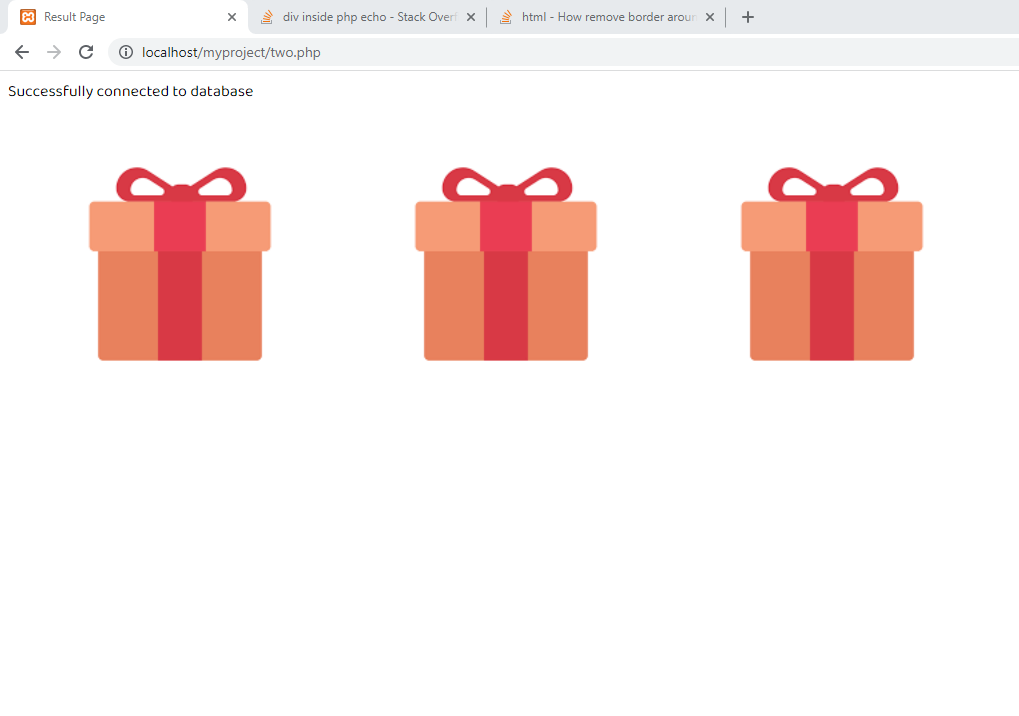 Result Page
div inside php echo - Stack Overf
html - How remove border aroun
localhost/myproject/two.php
Successfully connected to database